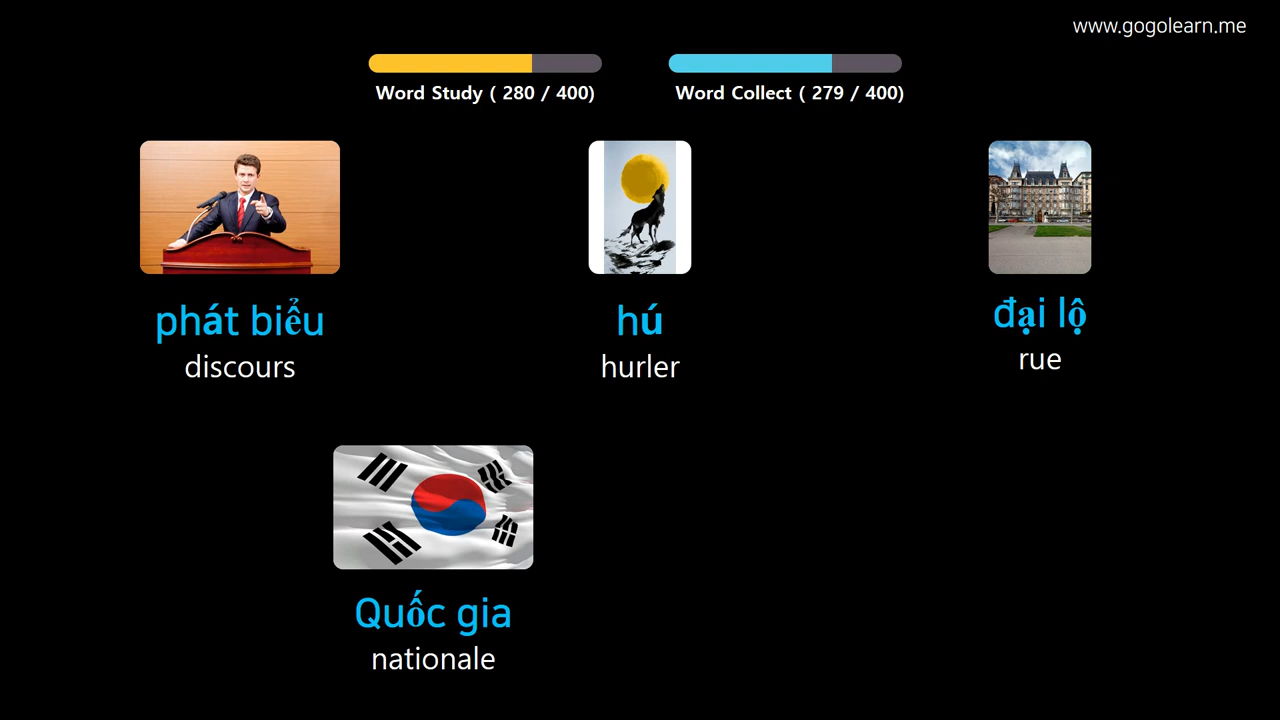 www.gogolearn.me
Word Study ( 280 / 400)
Word Collect ( 279 / 400)
phát biểu
discours
hú
hurler
đại lộ
rue
Quốc gia
nationale